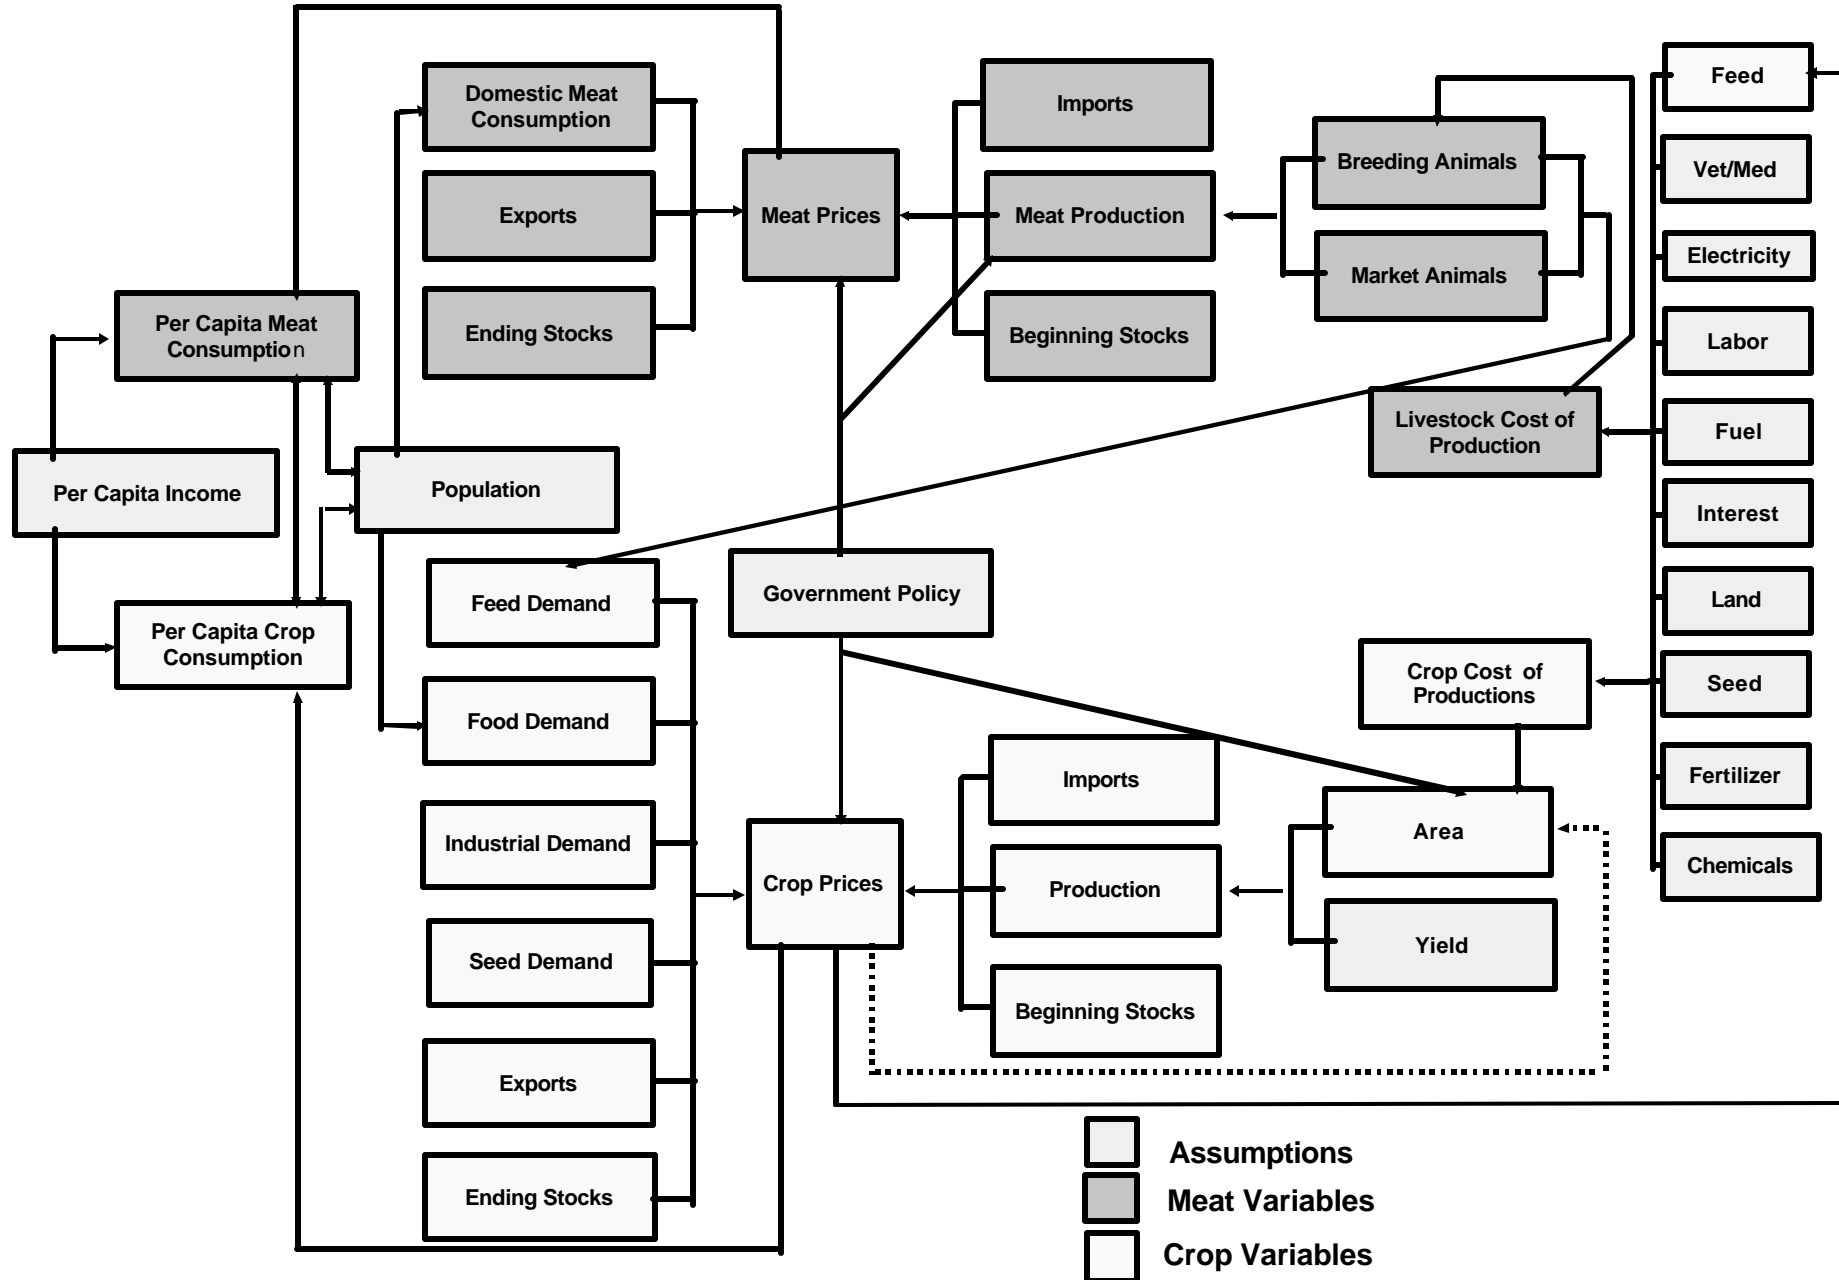 Domestic Meat
Consumption
Exports
Ending Stocks
Meat Prices
Imports
Meat Production
Beginning Stocks
Breeding Animals
Market Animals
Livestock Cost of
Production
Feed
Vet/Med
Electricity
Labor
Fuel
Interest
Land
Seed
Fertilizer
Chemicals
Per Capita Meat
Consumption
Per Capita Income
Population
Per Capita Crop
Consumption
Feed Demand
Food Demand
Industrial Demand
Seed Demand
Exports
Ending Stocks
Government Policy
Crop Prices
Imports
Production
Beginning Stocks
Crop Cost of
Productions
Area
Yield
Assumptions
Meat Variables
Crop Variables